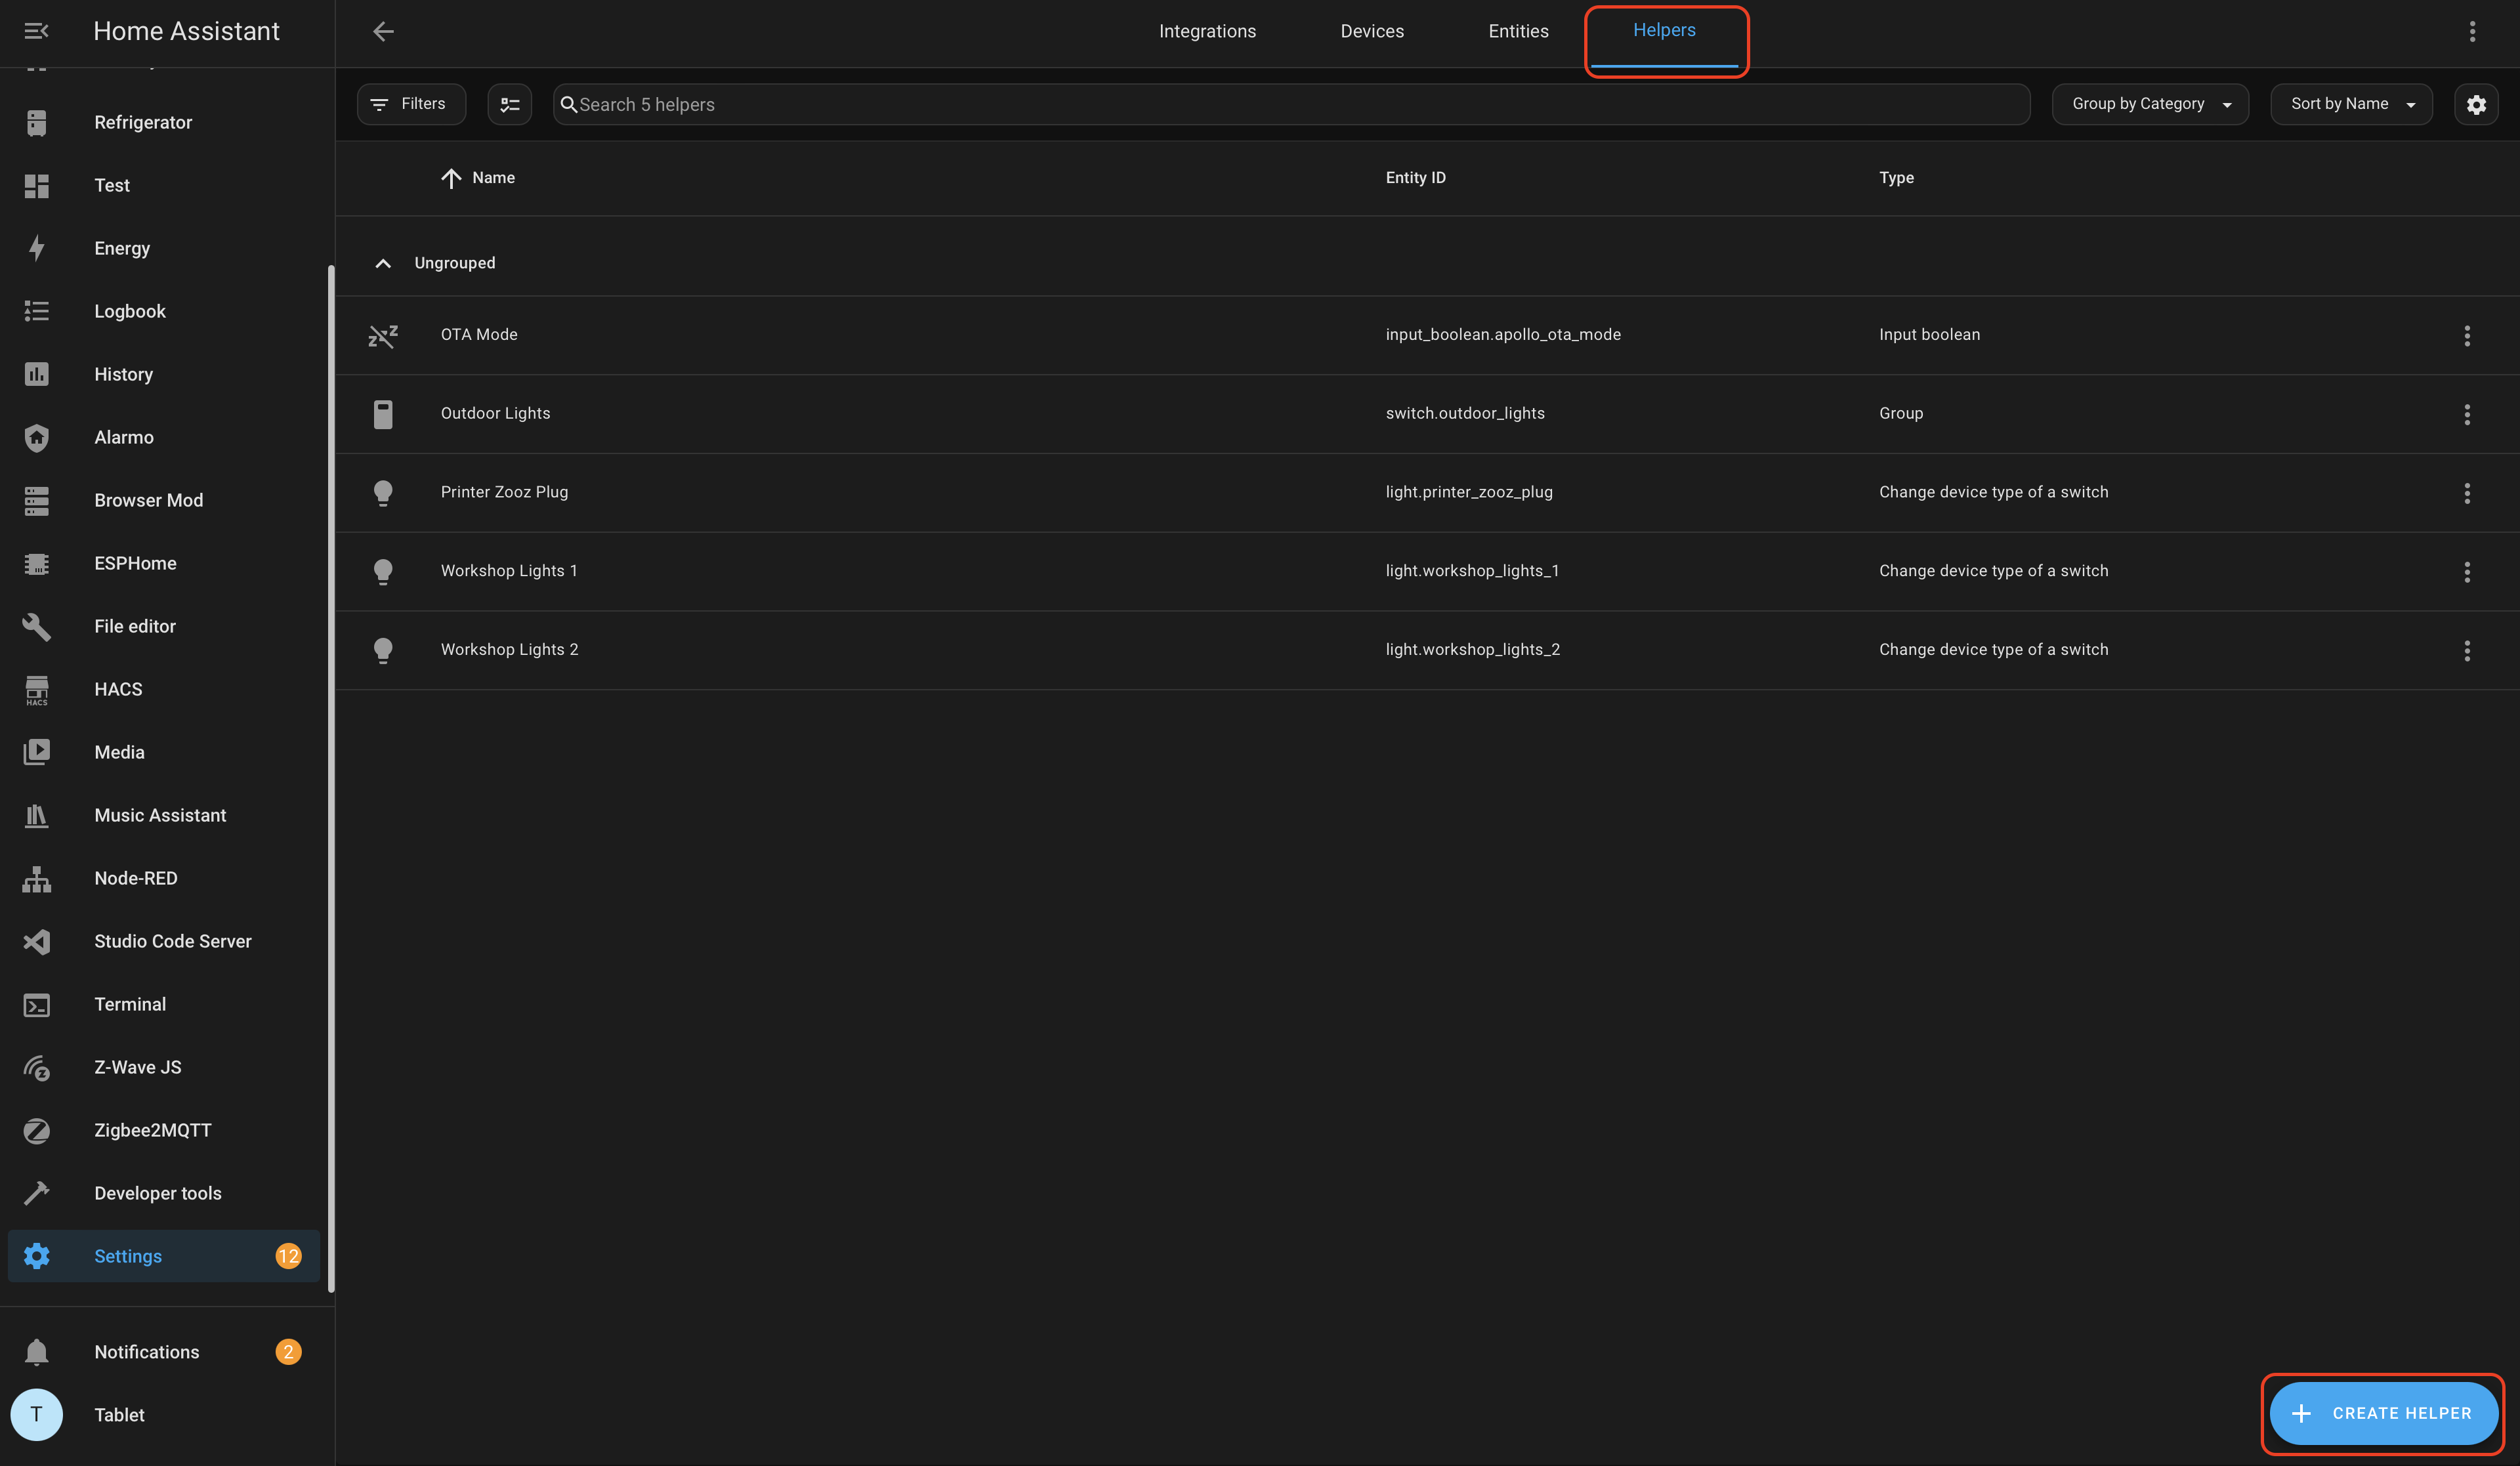 Home Assistant
Integrations Devices Entities Helpers
Filters Search 5 helpers Group by Category Sort by Name
Refrigerator
Test
Energy
Logbook
History
Alarmo
Browser Mod
ESPHome
File editor
HACS
HACS
Media
Music Assistant
Node-RED
Studio Code Server
Terminal
Z-Wave JS
Zigbee2MQTT
Developer tools
Settings 12
Notifications 2
T Tablet
Name Entity ID Type
Ungrouped
OTA Mode input_boolean.apollo_ota_mode Input boolean
Outdoor Lights switch.outdoor_lights Group
Printer Zooz Plug light.printer_zooz_plug Change device type of a switch
Workshop Lights 1 light.workshop_lights_1 Change device type of a switch
Workshop Lights 2 light.workshop_lights_2 Change device type of a switch
CREATE HELPER